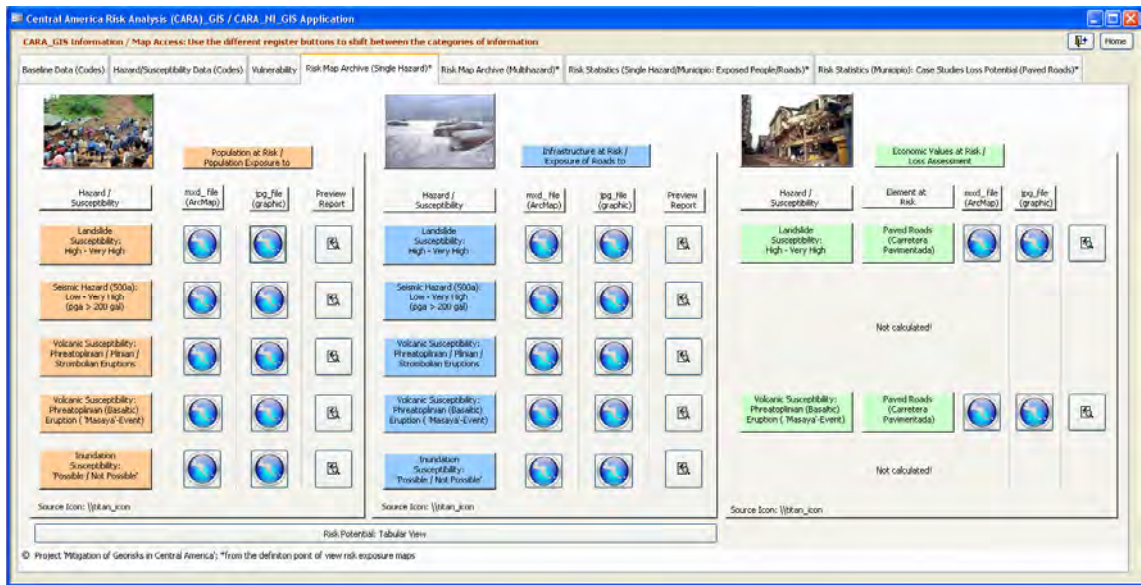 Central America Risk Analysis (CARA)_GIS / CARA_NI_GIS Application
CARA_GIS Information / Map Access: Use the different register buttons to shift between the categories of information
Home
Baseline Data (Codes)
Hazard/Susceptibility Data (Codes)
Vulnerability
Risk Map Archive (Single Hazard)*
Risk Map Archive (Multihazard)*
Risk Statistics (Single Hazard/Municipio: Exposed People/Roads)*
Risk Statistics (Municipio): Case Studies Loss Potential (Paved Roads)*
Population at Risk /
Population Exposure to
Hazard /
Susceptibility
mxd_ file
(ArcMap)
jpg_file
(graphic)
Preview
Report
Landslide
Susceptibility:
High - Very High
Seismic Hazard (500a):
Low - Very High
(pga > 200 gal)
Volcanic Susceptibility:
Phreatoplinian / Plinian /
Strombolian Eruptions
Volcanic Susceptibility:
Phreatoplinian (Basaltic)
Eruption ( 'Masaya'-Event)
Inundation
Susceptibility:
'Possible / Not Possible'
Source Icon: \\titan_icon
Infrastructure at Risk /
Exposure of Roads to
Hazard /
Susceptibility
mxd_ file
(ArcMap)
jpg_file
(graphic)
Preview
Report
Landslide
Susceptibility:
High - Very High
Seismic Hazard (500a):
Low - Very High
(pga > 200 gal)
Volcanic Susceptibility:
Phreatoplinian / Plinian /
Strombolian Eruptions
Volcanic Susceptibility:
Phreatoplinian (Basaltic)
Eruption ( 'Masaya'-Event)
Inundation
Susceptibility:
'Possible / Not Possible'
Source Icon: \\titan_icon
Economic Values at Risk /
Loss Assessment
Hazard /
Susceptibility
Element at
Risk
mxd_ file
(ArcMap)
jpg_file
(graphic)
Landslide
Susceptibility:
High - Very High
Paved Roads
(Carretera
Pavimentada)
Not calculated!
Volcanic Susceptibility:
Phreatoplinian (Basaltic)
Eruption ( 'Masaya'-Event)
Paved Roads
(Carretera
Pavimentada)
Not calculated!
Source Icon: \\titan_icon
Risk Potential: Tabular View
© Project 'Mitigation of Georisks in Central America'; *from the definiton point of view risk exposure maps